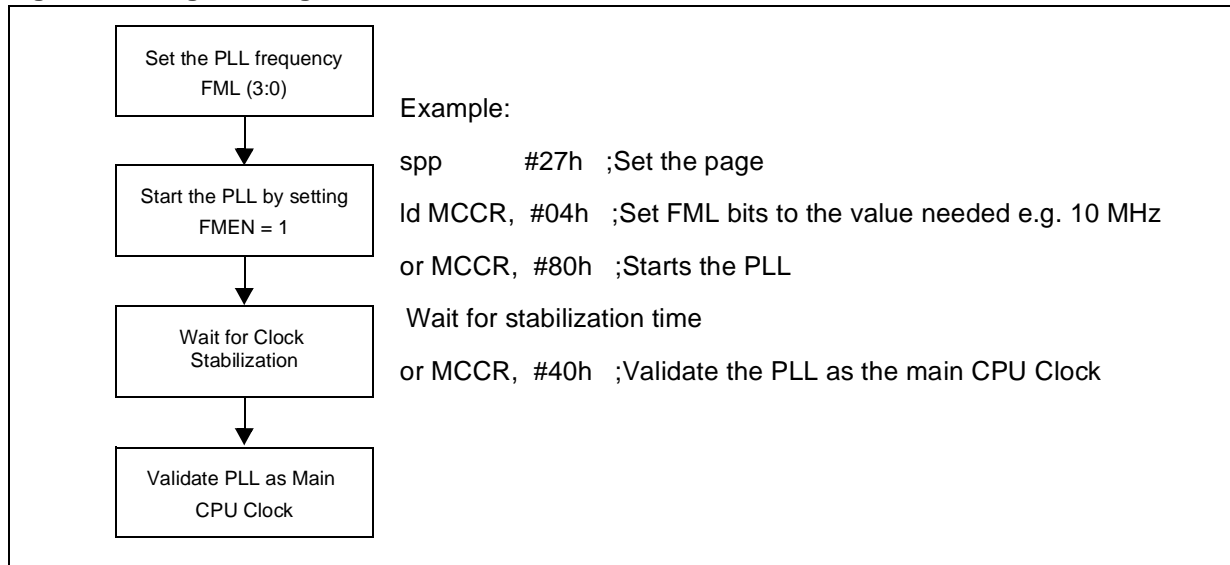 Set the PLL frequency
FML (3:0)
Start the PLL by setting
FMEN = 1
Wait for Clock
Stabilization
Validate PLL as Main
CPU Clock
Example:
spp #27h ;Set the page
ld MCCR, #04h ;Set FML bits to the value needed e.g. 10 MHz
or MCCR, #80h ;Starts the PLL
Wait for stabilization time
or MCCR, #40h ;Validate the PLL as the main CPU Clock